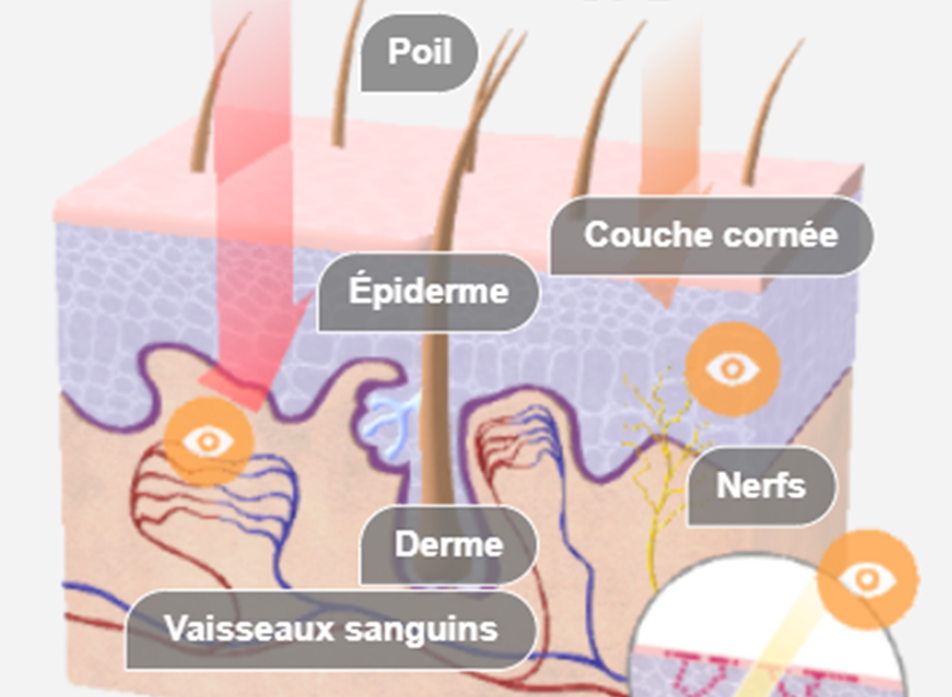 Poil
Couche cornée
Épiderme
Nerfs
Derme
Vaisseaux sanguins